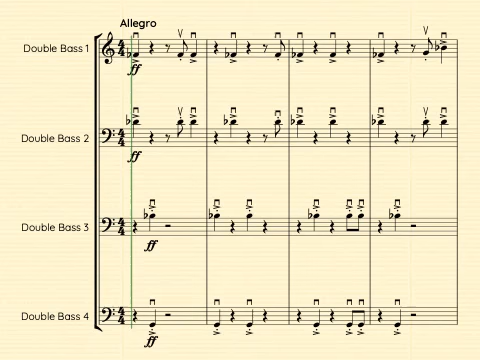 Allegro
Double Bass 1
ff
Double Bass 2
ff
Double Bass 3
ff
Double Bass 4
ff